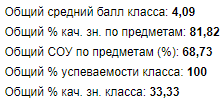 Общий средний балл класса: 4,09
Общий % кач. зн. по предметам: 81,82
Общий СОУ по предметам (%): 68,73
Общий % успеваемости класса: 100
Общий % кач. зн. класса: 33,33